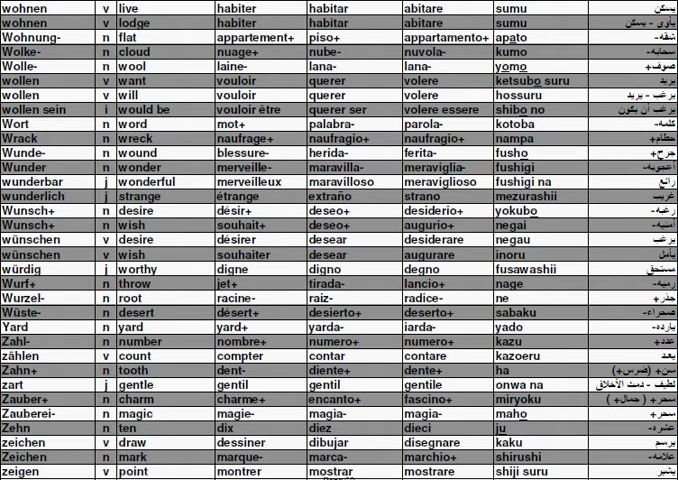 wohnen v live habiter habitar abitare sumu يسكن
wohnen v lodge habiter habitar abitare sumu يأوى - يسكن
Wohnung- n flat appartement+ piso+ appartamento+ apato شقه-
Wolke- n cloud nuage+ nube- nuvola- kumo سحابه-
Wolle- n wool laine- lana- lana- yomo صوف+
wollen v want vouloir querer volere ketsubo suru يريد
wollen v will vouloir querer volere hossuru يرغب - يريد
wollen sein i would be vouloir être querer ser volere essere shibo no يرغب أن يكون
Wort n word mot+ palabra- parola- kotoba كلمه-
Wrack n wreck naufrage+ naufragio+ naufragio+ nampa حطام+
Wunde- n wound blessure- herida- ferita- fusho جرح+
Wunder n wonder merveille- maravilla- meraviglia- fushigi أعجوبه-
wunderbar j wonderful merveilleux maravilloso meraviglioso fushigi na رائع
wunderlich j strange étrange extraño strano mezurashii غريب
Wunsch+ n desire désir+ deseo+ desiderio+ yokubo رغبه-
Wunsch+ n wish souhait+ deseo+ augurio+ negai أمنيه-
wünschen v desire désirer desear desiderare negau يرغب
wünschen v wish souhaiter desear augurare inoru يأمل
würdig j worthy digne digno degno fusawashii مستحق
Wurf+ n throw jet+ tirada- lancio+ nage رميه-
Wurzel- n root racine- raiz- radice- ne جذر+
Wüste- n desert désert+ desierto+ deserto+ sabaku صحراء-
Yard n yard yard+ yarda- iarda- yado يارده-
Zahl- n number nombre+ numero+ numero+ kazu عدد+
zählen v count compter contar contare kazoeru يعد
Zahn+ n tooth dent- diente+ dente+ ha سن+ (ضرس+)
zart j gentle gentil gentil gentile onwa na لطيف - دمث الأخلاق
Zauber+ n charm charme+ encanto+ fascino+ miryoku سحر+ ( جمال+ )
Zauberei- n magic magie- magia- magia- maho سحر+
Zehn n ten dix diez dieci ju عشره-
zeichen v draw dessiner dibujar disegnare kaku يرسم
Zeichen n mark marque- marca- marchio+ shirushi علامه-
zeigen v point montrer mostrar mostrare shiji suru يشير